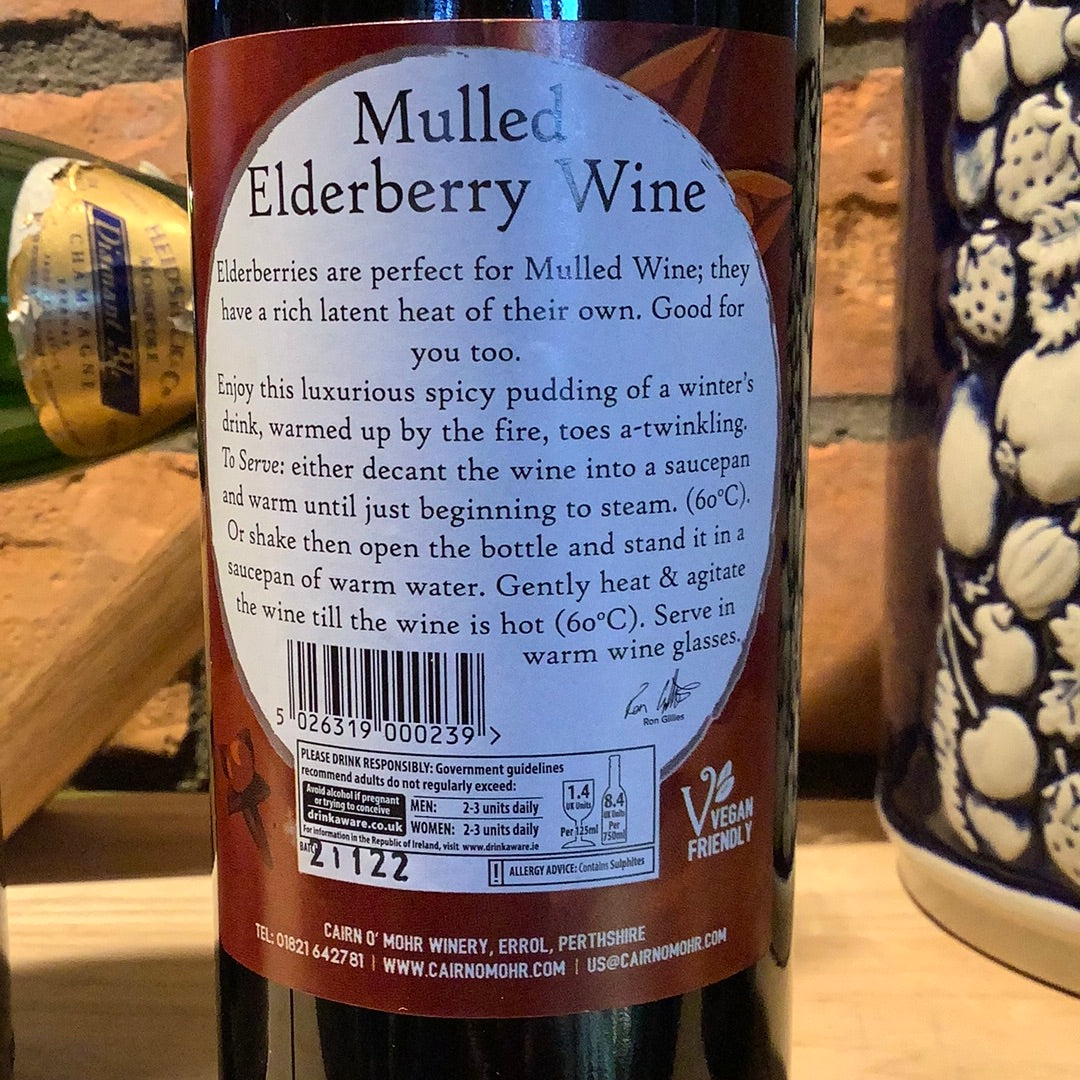 Mulled
Elderberry Wine
Elderberries are perfect for Mulled Wine; they
have a rich latent heat of their own. Good for
you too.
Enjoy this luxurious spicy pudding of a winter's
drink, warmed up by the fire, toes a-twinkling.
To Serve: either decant the wine into a saucepan
and warm until just beginning to steam. (60ºC).
Or shake then open the bottle and stand it in a
saucepan of warm water. Gently heat & agitate
the wine till the wine is hot (60ºC). Serve in
warm wine glasses.
5 026319 000239 >
Ron Gillies
PLEASE DRINK RESPONSIBLY: Government guidelines
recommend adults do not regularly exceed:
Avoid alcohol if pregnant
or trying to conceive
drinkaware.co.uk
MEN: 2-3 units daily
WOMEN: 2-3 units daily
1.4
UK Units
Per 125ml
8.4
UK Units
Per
750ml
For information in the Republic of Ireland, visit www.drinkaware.ie
BATCH
21122
! ALLERGY ADVICE: Contains Sulphites
VEGAN
FRIENDLY
CAIRN O' MOHR WINERY, ERROL, PERTHSHIRE
TEL: 01821 642781 | WWW.CAIRNOMOHR.COM | US@CAIRNOMOHR.COM
HEIDSIECK & Co
MONOPOLE
CHAMPAGNE